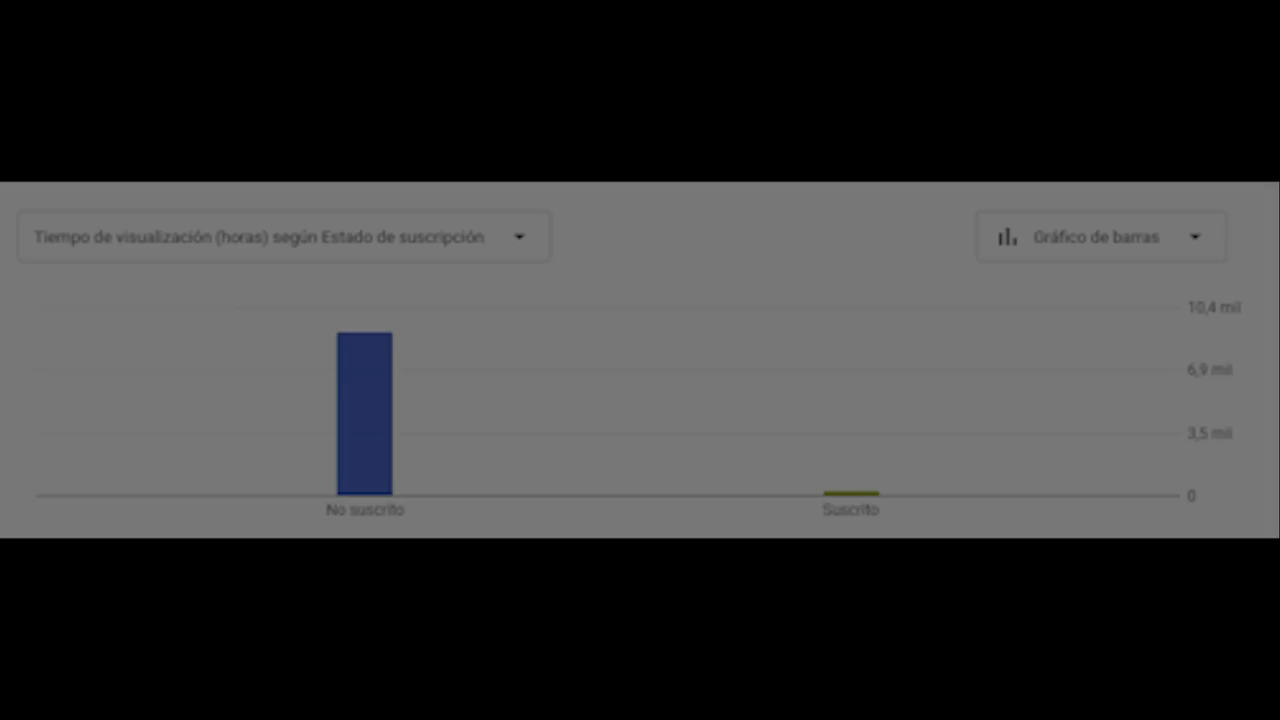 Tiempo de visualización (horas) según Estado de suscripción
Gráfico de barras
10,4 mil
6,9 mil
3,5 mil
0
No suscrito
Suscrito